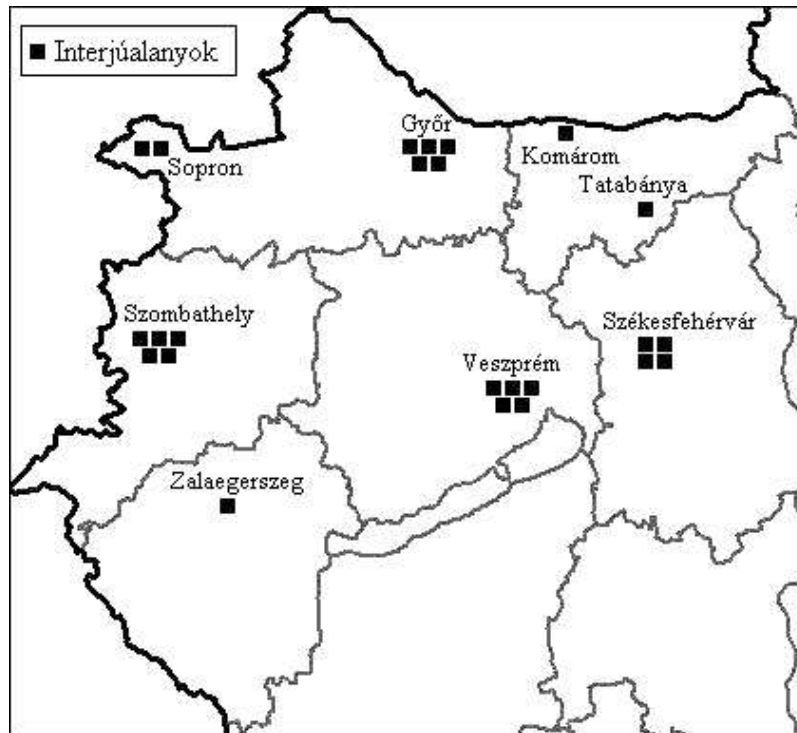 Interjúalanyok
Győr
Komárom
Sopron
Tatabánya
Szombathely
Székesfehérvár
Veszprém
Zalaegerszeg